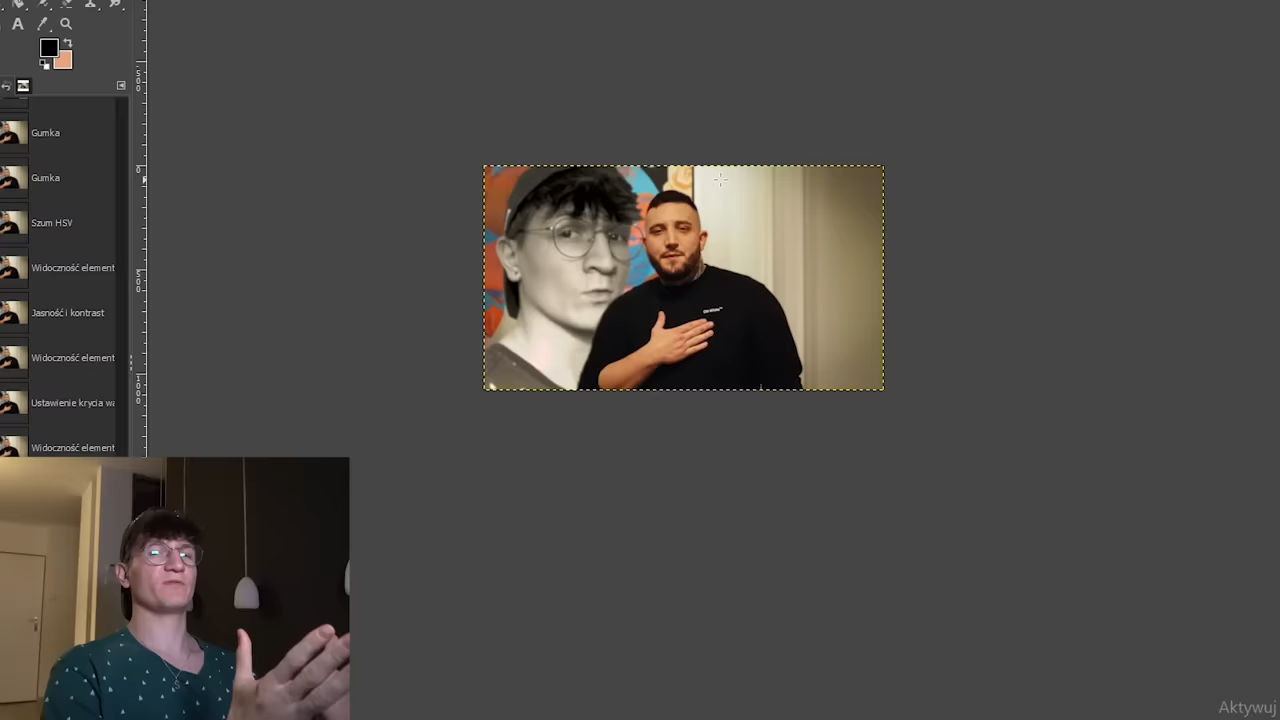 A
Gumka
Gumka
Szum HSV
Widoczność element
Jasność i kontrast
Widoczność element
Ustawienie krycia wa
Widoczność element
Aktywuj